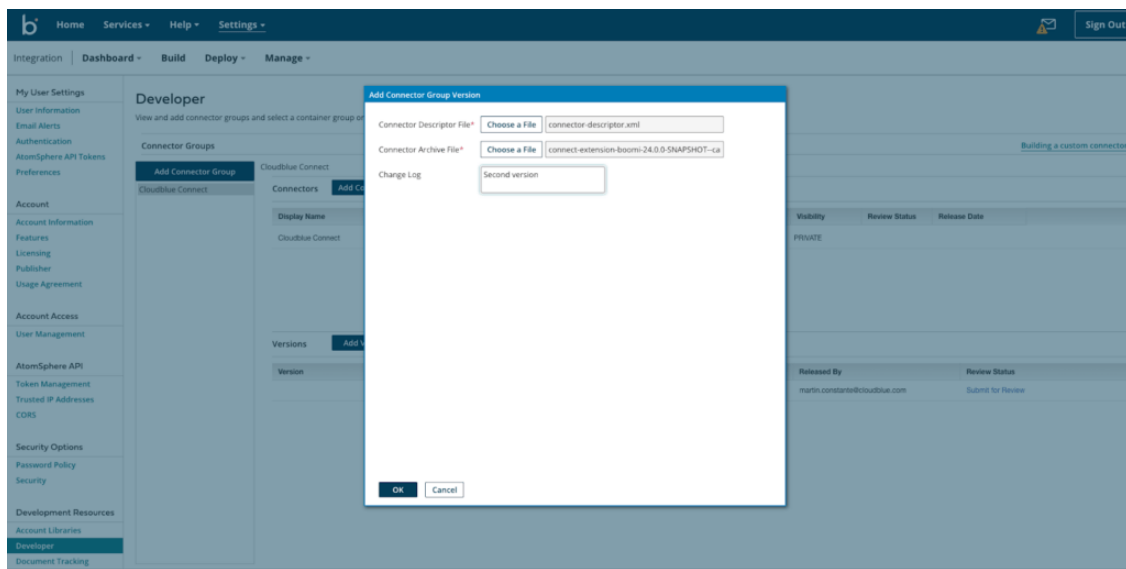 b Home Services Help Settings Sign Out
Integration Dashboard Build Deploy Manage
My User Settings
User Information
Email Alerts
Authentication
AtomSphere API Tokens
Preferences
Account
Account Information
Features
Licensing
Publisher
Usage Agreement
Account Access
User Management
AtomSphere API
Token Management
Trusted IP Addresses
CORS
Security Options
Password Policy
Security
Development Resources
Account Libraries
Developer
Document Tracking
Developer
View and add connector groups and select a container group or
Connector Groups
Building a custom connector
Add Connector Group
Cloudblue Connect
Cloudblue Connect
Connectors Add Co
Display Name Visibility Review Status Release Date
Cloudblue Connect PRIVATE
Versions Add V
Version Released By Review Status
martin.constante@cloudblue.com Submit for Review
Add Connector Group Version
Connector Descriptor File* Choose a File connector-descriptor.xml
Connector Archive File* Choose a File connect-extension-boomi-24.0.0-SNAPSHOT--ca
Change Log Second version
OK Cancel